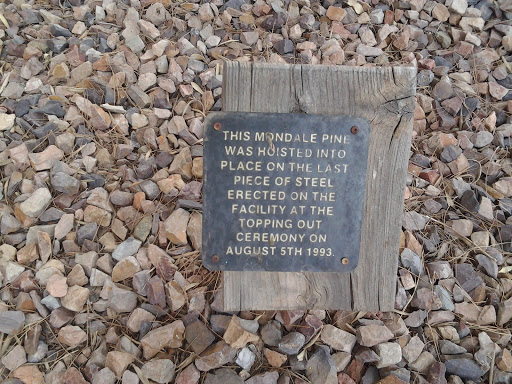 THIS MONDALE PINE
WAS HOISTED INTO
PLACE ON THE LAST
PIECE OF STEEL
ERECTED ON THE
FACILITY AT THE
TOPPING OUT
CEREMONY ON
AUGUST 5TH 1993.